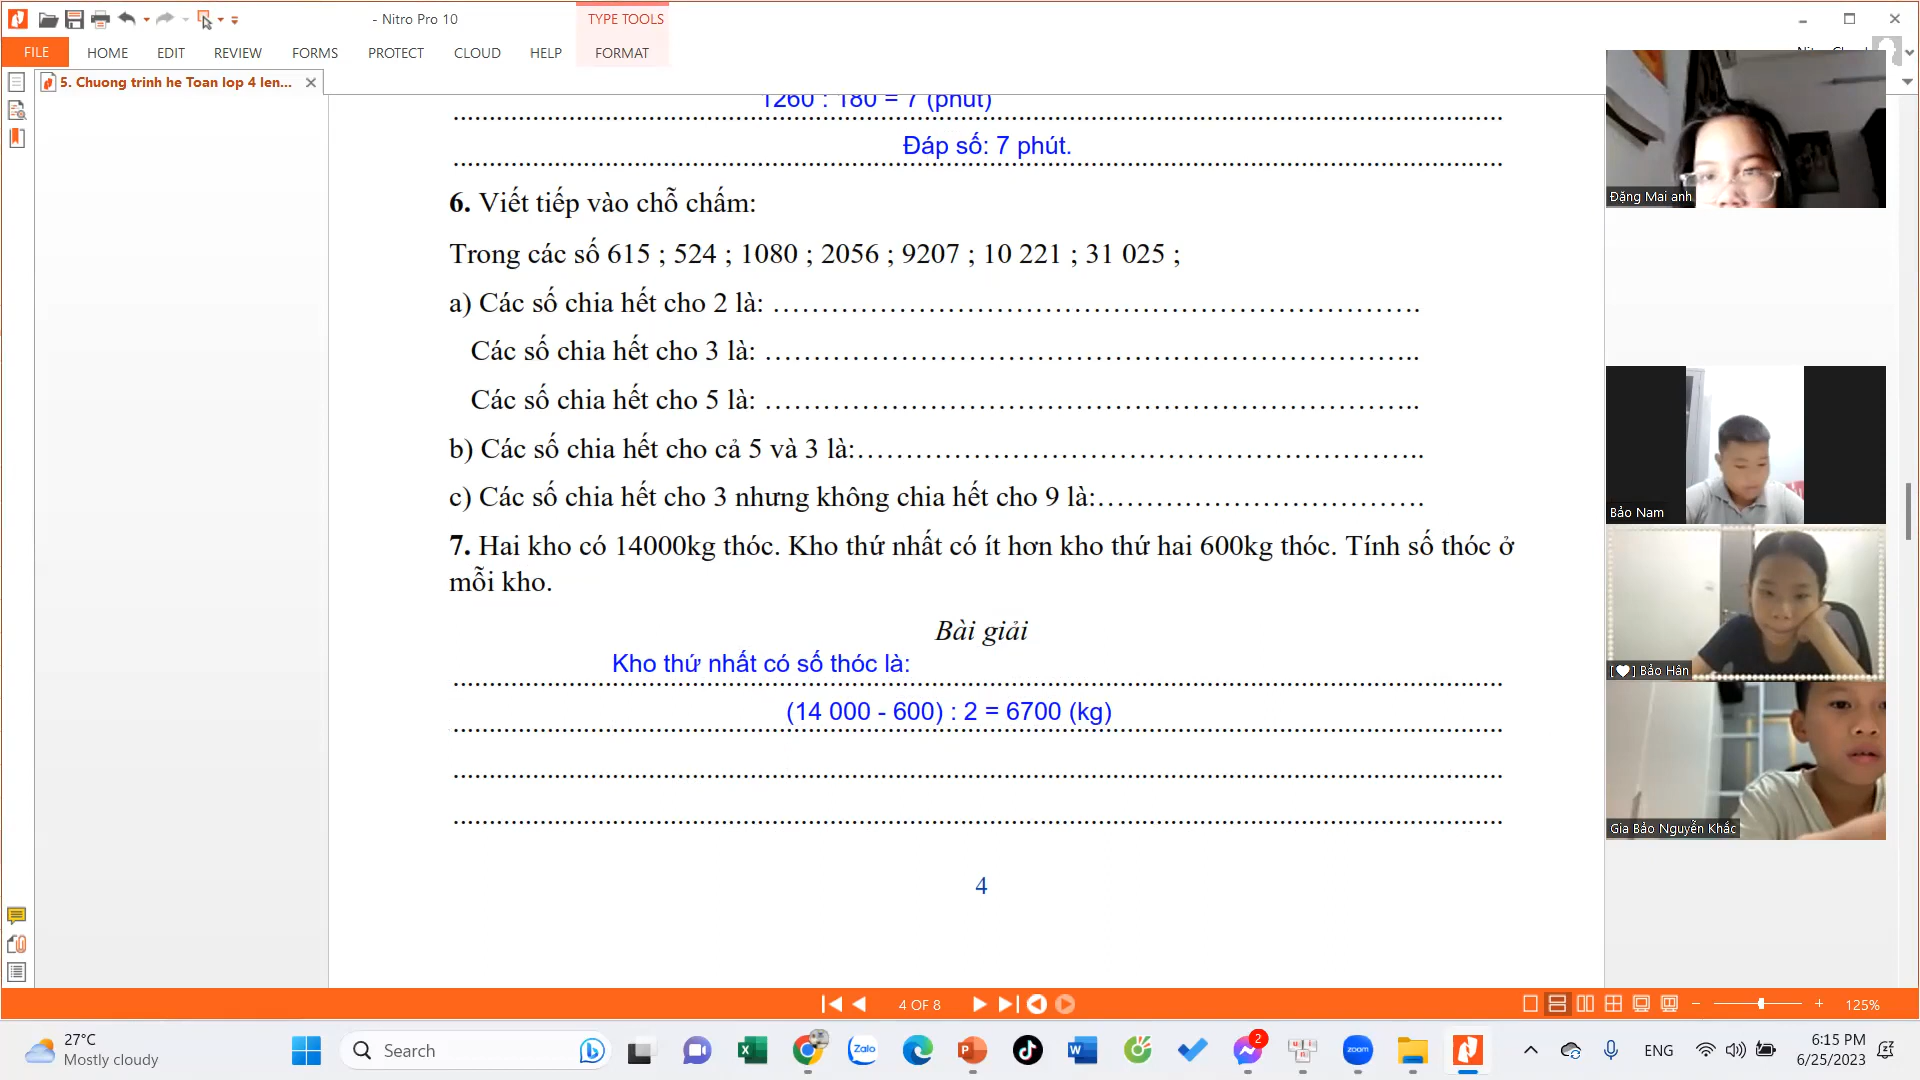 - Nitro Pro 10
TYPE TOOLS
FILE
HOME
EDIT
REVIEW
FORMS
PROTECT
CLOUD
HELP
FORMAT
5. Chuong trinh he Toan lop 4 len...
1260 : 180 = 7 (phút)
Đáp số: 7 phút.
6. Viết tiếp vào chỗ chấm:
Trong các số 615 ; 524 ; 1080 ; 2056 ; 9207 ; 10 221 ; 31 025 ;
a) Các số chia hết cho 2 là: ……………………………………………………………………….
Các số chia hết cho 3 là: ………………………………………………………………………..
Các số chia hết cho 5 là: ………………………………………………………………………..
b) Các số chia hết cho cả 5 và 3 là:……………………………………………………………..
c) Các số chia hết cho 3 nhưng không chia hết cho 9 là:………………………………….
7. Hai kho có 14000kg thóc. Kho thứ nhất có ít hơn kho thứ hai 600kg thóc. Tính số thóc ở
mỗi kho.
Bài giải
Kho thứ nhất có số thóc là:
(14 000 - 600) : 2 = 6700 (kg)
4
Đặng Mai anh
Bảo Nam
[♥] Bảo Hân
Gia Bảo Nguyễn Khắc
4 OF 8
125%
27°C
Mostly cloudy
Search
Zalo
zoom
2
ENG
6:15 PM
6/25/2023